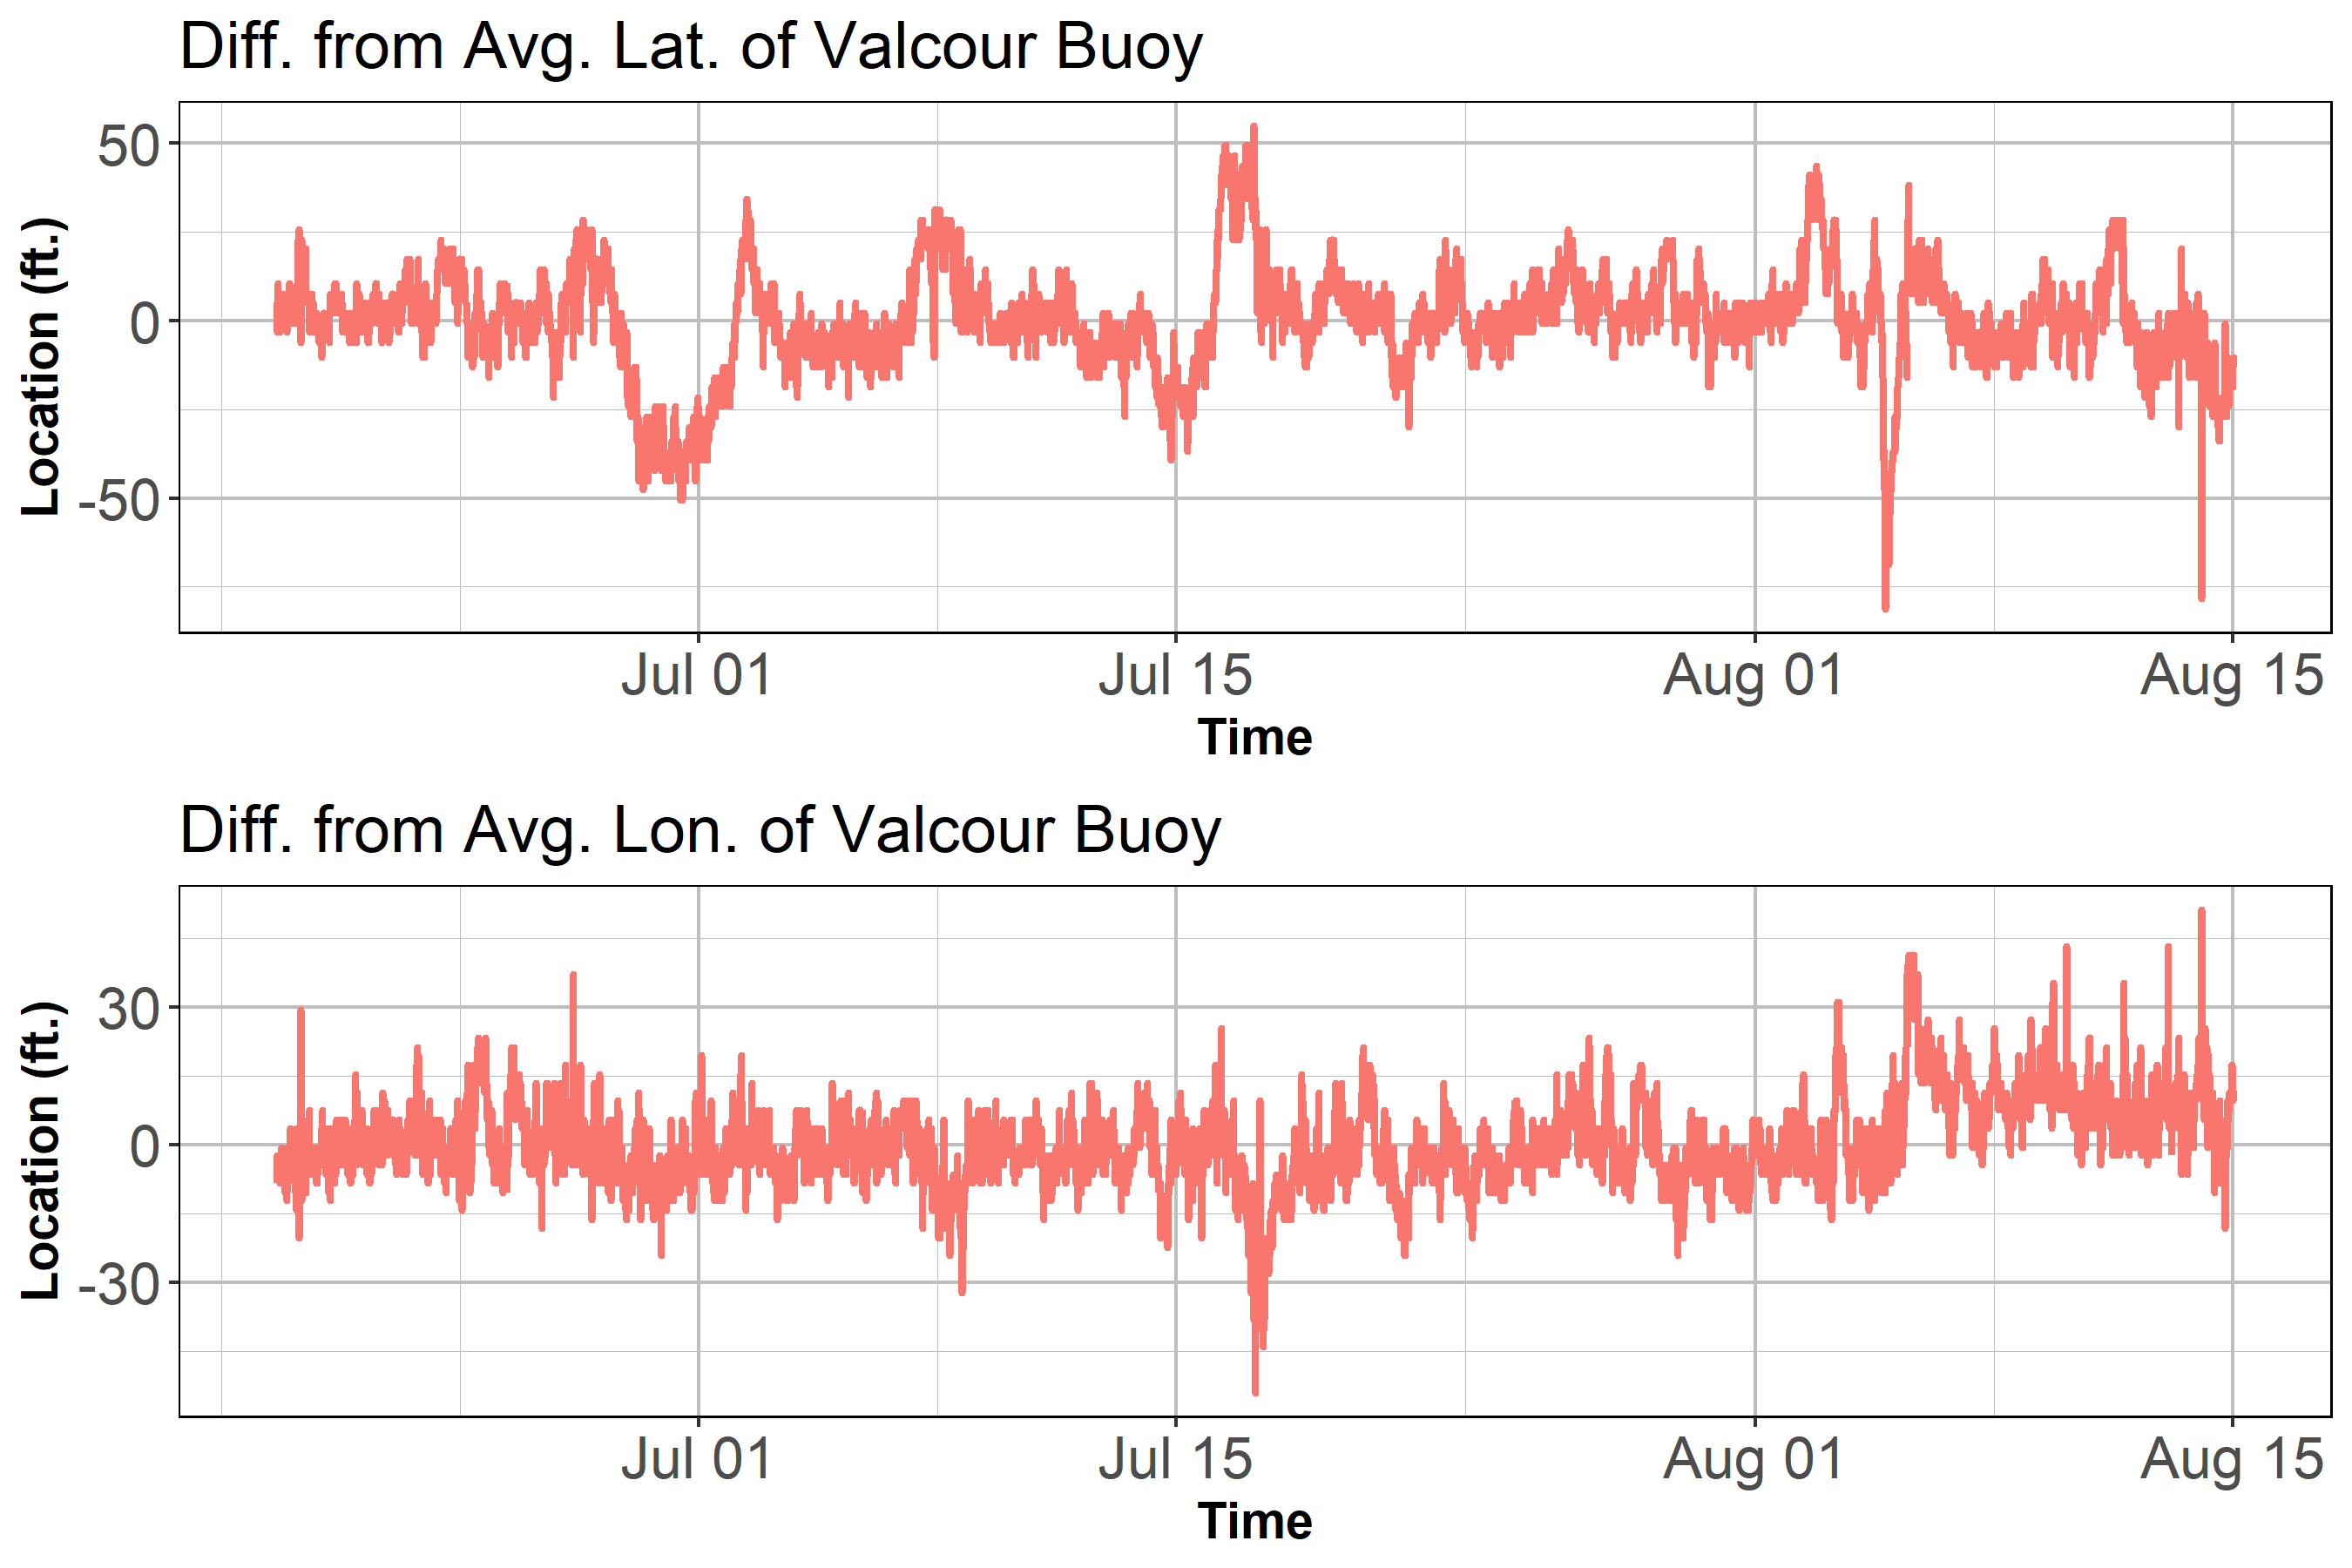 Diff. from Avg. Lat. of Valcour Buoy
Location (ft.)
50
0
-50
Jul 01 Jul 15 Aug 01 Aug 15
Time
Diff. from Avg. Lon. of Valcour Buoy
Location (ft.)
30
0
-30
Jul 01 Jul 15 Aug 01 Aug 15
Time